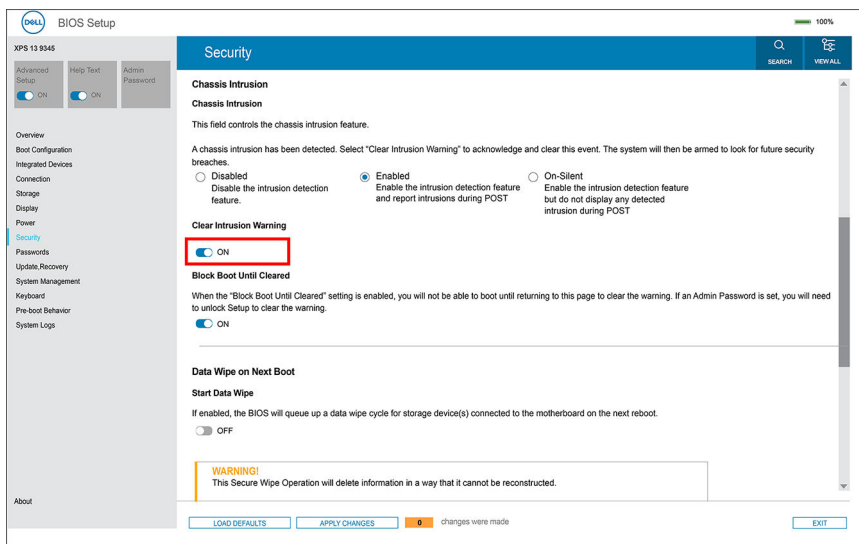 DELL
BIOS Setup
100%
XPS 13 9345
Security
SEARCH
VIEW ALL
Advanced
Setup
ON
Help Text
ON
Admin
Password
Overview
Boot Configuration
Integrated Devices
Connection
Storage
Display
Power
Security
Passwords
Update,Recovery
System Management
Keyboard
Pre-boot Behavior
System Logs
About
Chassis Intrusion
Chassis Intrusion
This field controls the chassis intrusion feature.
A chassis intrusion has been detected. Select "Clear Intrusion Warning" to acknowledge and clear this event. The system will then be armed to look for future security
breaches.
Disabled
Disable the intrusion detection
feature.
Enabled
Enable the intrusion detection feature
and report intrusions during POST
On-Silent
Enable the intrusion detection feature
but do not display any detected
intrusion during POST
Clear Intrusion Warning
ON
Block Boot Until Cleared
When the "Block Boot Until Cleared" setting is enabled, you will not be able to boot until returning to this page to clear the warning. If an Admin Password is set, you will need
to unlock Setup to clear the warning.
ON
Data Wipe on Next Boot
Start Data Wipe
If enabled, the BIOS will queue up a data wipe cycle for storage device(s) connected to the motherboard on the next reboot.
OFF
WARNING!
This Secure Wipe Operation will delete information in a way that it cannot be reconstructed.
LOAD DEFAULTS
APPLY CHANGES
0
changes were made
EXIT